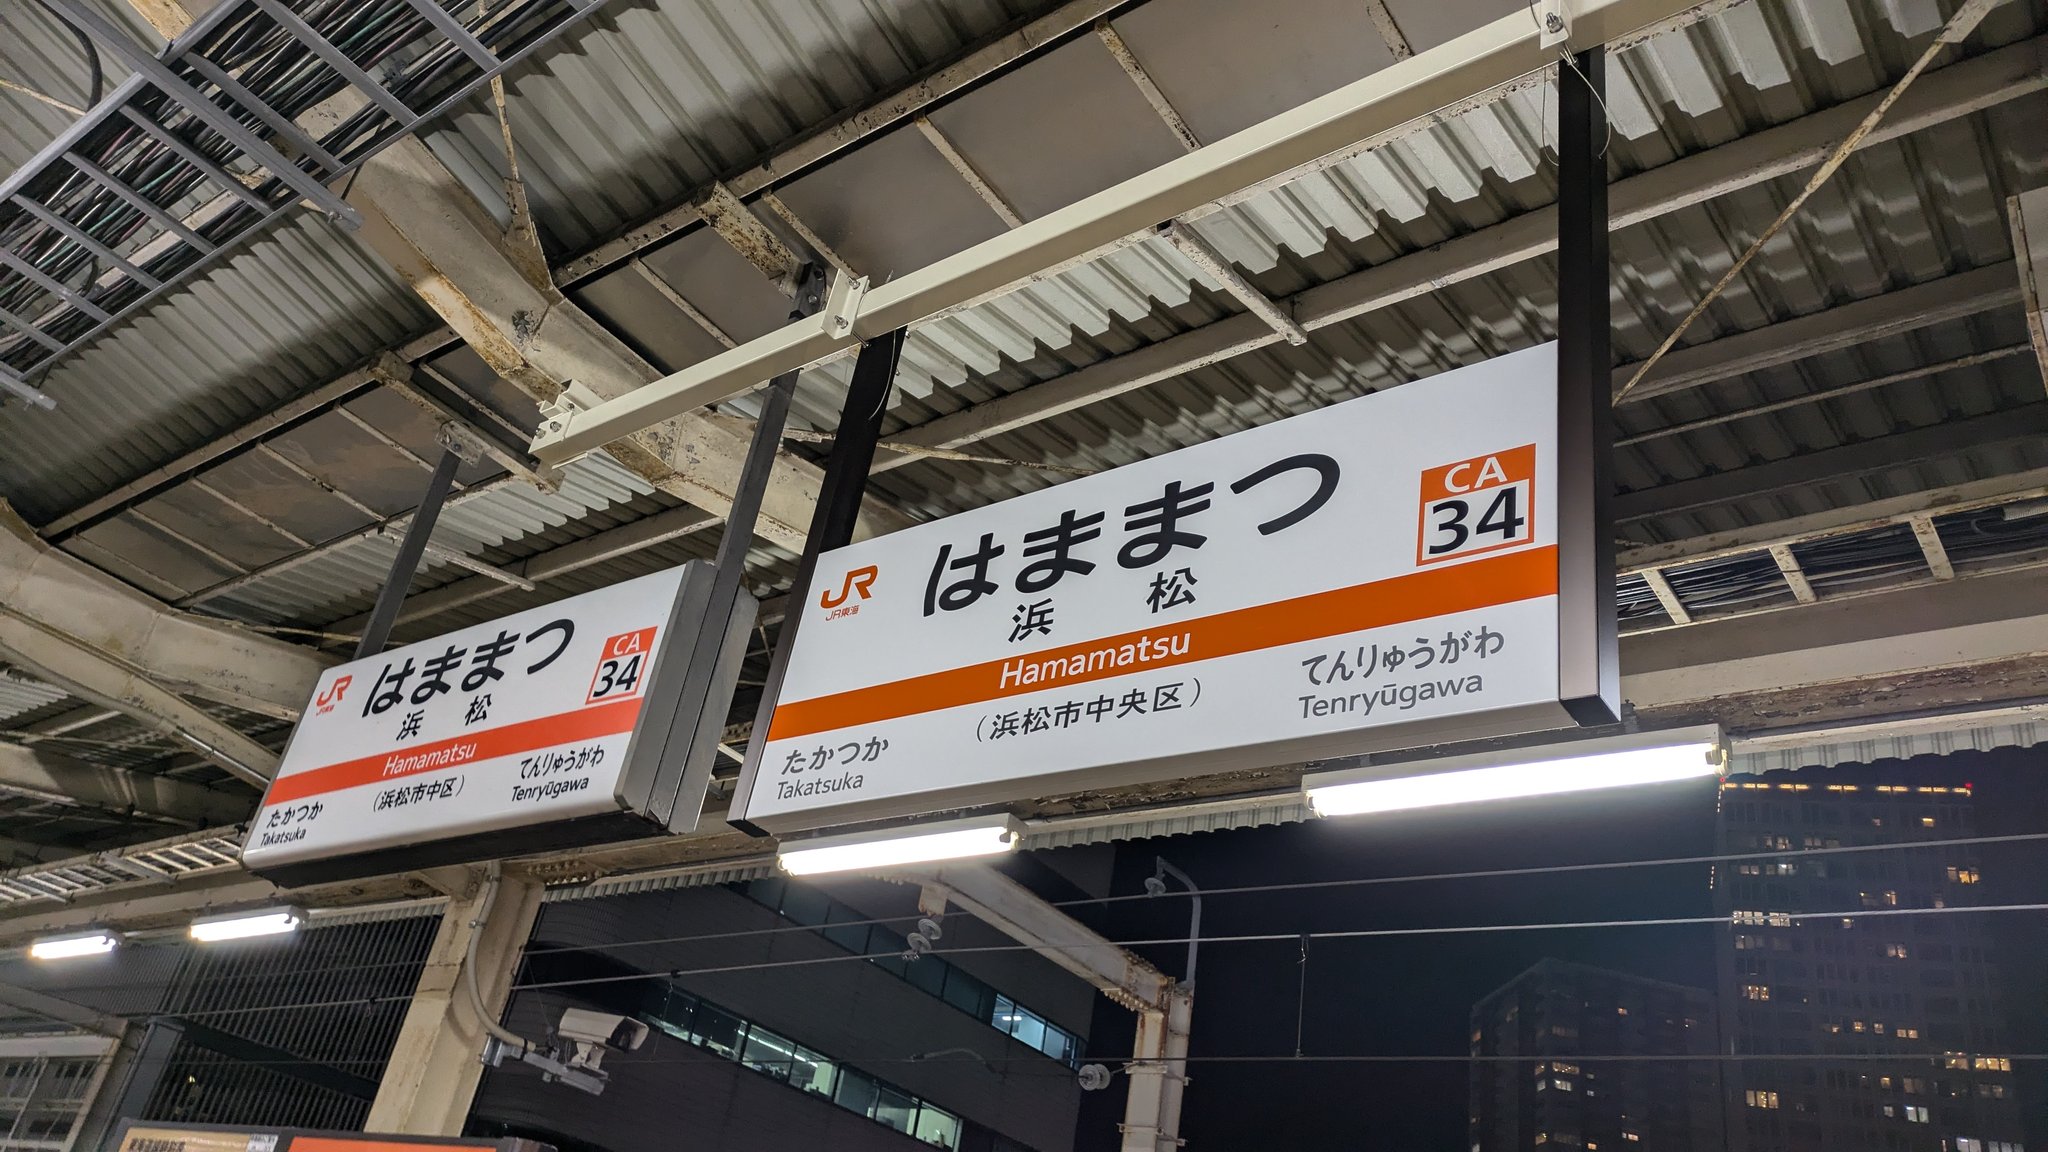 JR
JR東海
はままつ
CA
34
浜松
Hamamatsu
(浜松市中区)
たかつか
Takatsuka
てんりゅうがわ
Tenryūgawa
JR
JR東海
はままつ
CA
34
浜松
Hamamatsu
(浜松市中央区)
たかつか
Takatsuka
てんりゅうがわ
Tenryūgawa